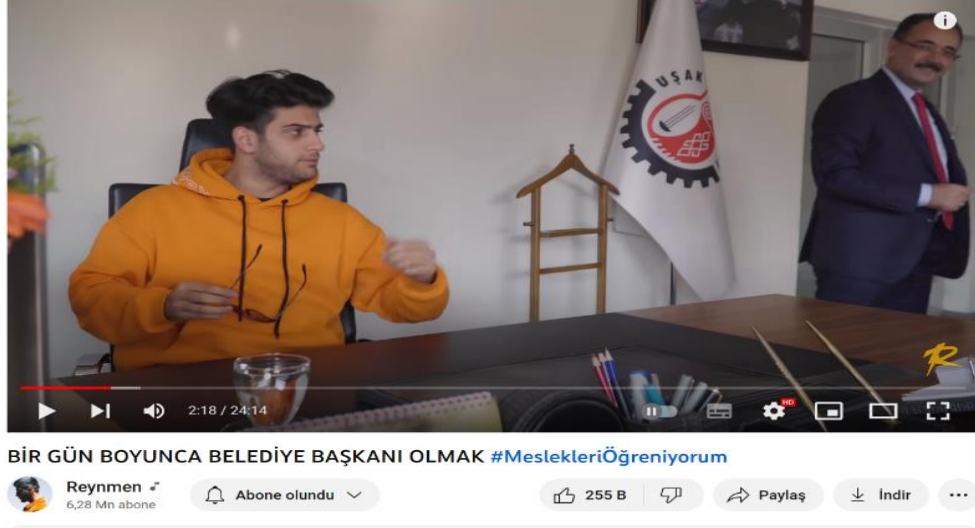 UŞAK
R
HD
2:18 / 24:14
BİR GÜN BOYUNCA BELEDİYE BAŞKANI OLMAK #MeslekleriÖğreniyorum
Reynmen
6,28 Mn abone
Abone olundu
255 B
Paylaş
İndir